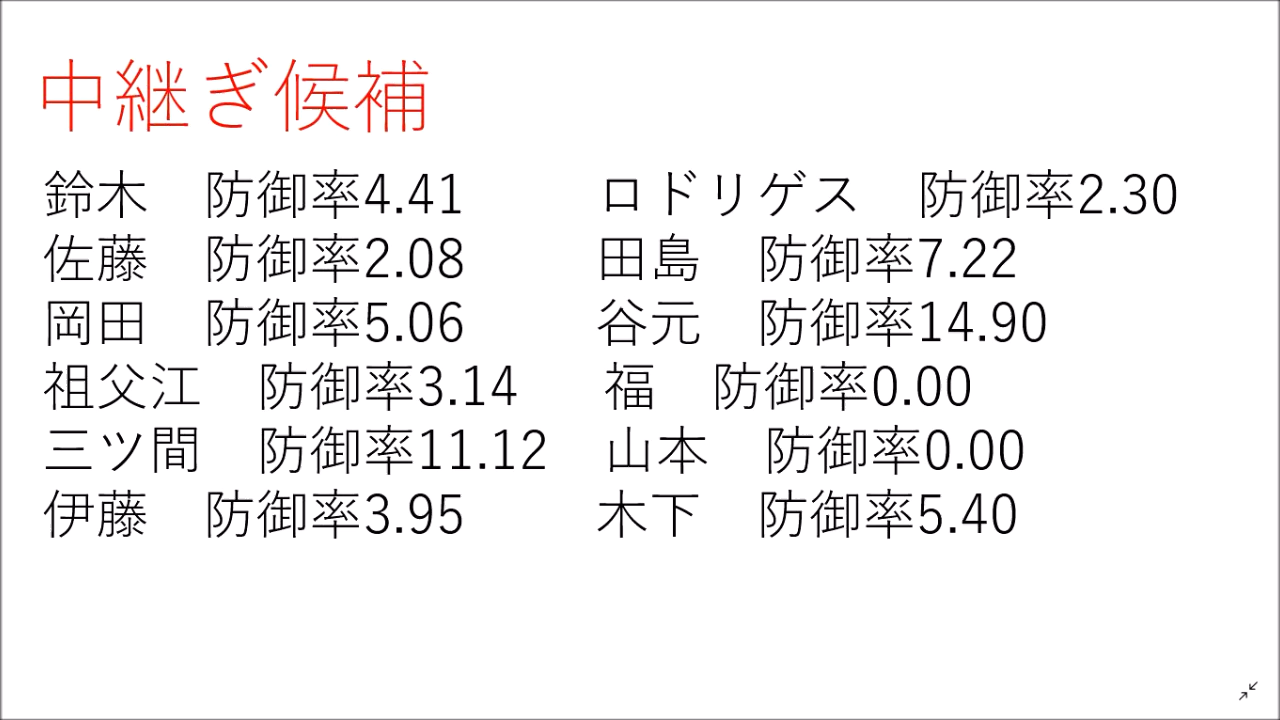 中継ぎ候補
鈴木　防御率4.41　ロドリゲス　防御率2.30
佐藤　防御率2.08　田島　防御率7.22
岡田　防御率5.06　谷元　防御率14.90
祖父江　防御率3.14　福　防御率0.00
三ツ間　防御率11.12　山本　防御率0.00
伊藤　防御率3.95　木下　防御率5.40